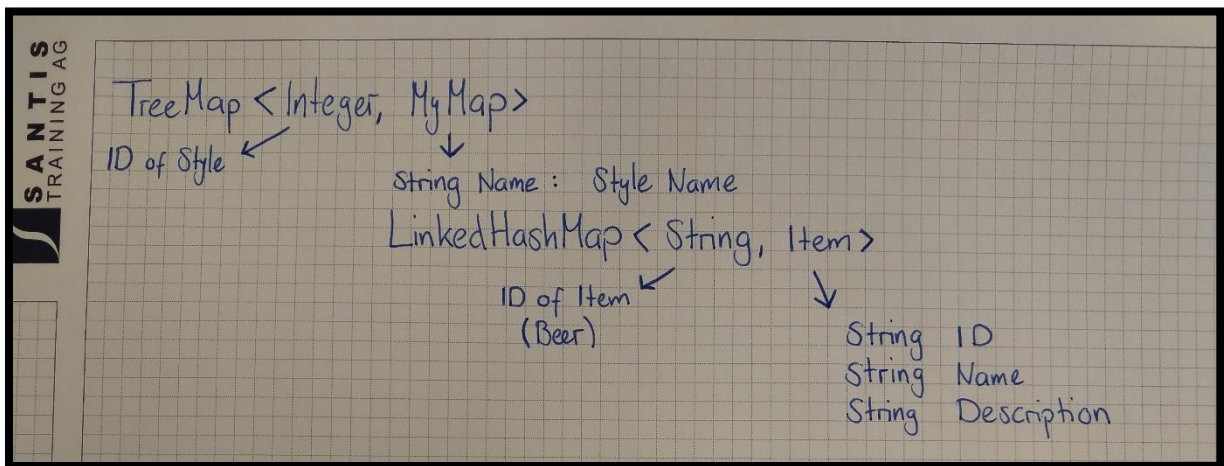 SANTIS
TRAINING AG
TreeMap < Integer, MyMap>
ID of Style
String Name : Style Name
LinkedHashMap < String, Item>
ID of Item
(Beer)
String ID
String Name
String Description